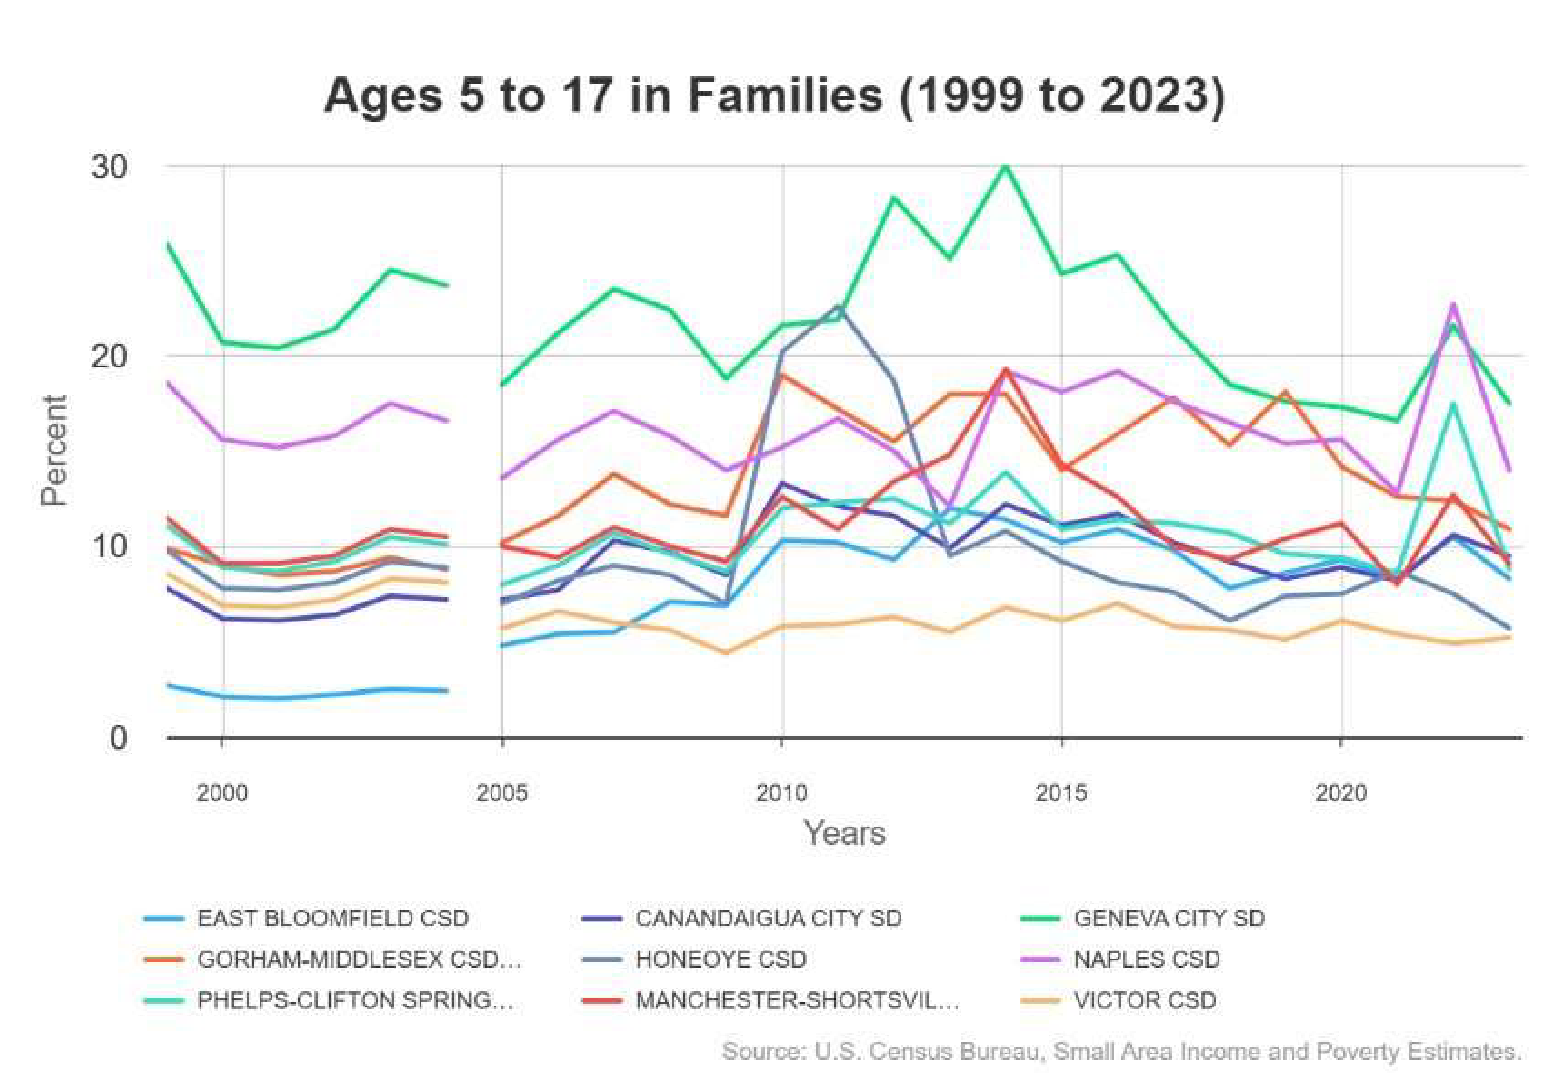 Ages 5 to 17 in Families (1999 to 2023)
30
20
10
0
Percent
2000 2005 2010 2015 2020
Years
EAST BLOOMFIELD CSD CANANDAIGUA CITY SD GENEVA CITY SD
GORHAM-MIDDLESEX CSD... HONEOYE CSD NAPLES CSD
PHELPS-CLIFTON SPRING... MANCHESTER-SHORTSVIL... VICTOR CSD
Source: U.S. Census Bureau, Small Area Income and Poverty Estimates.